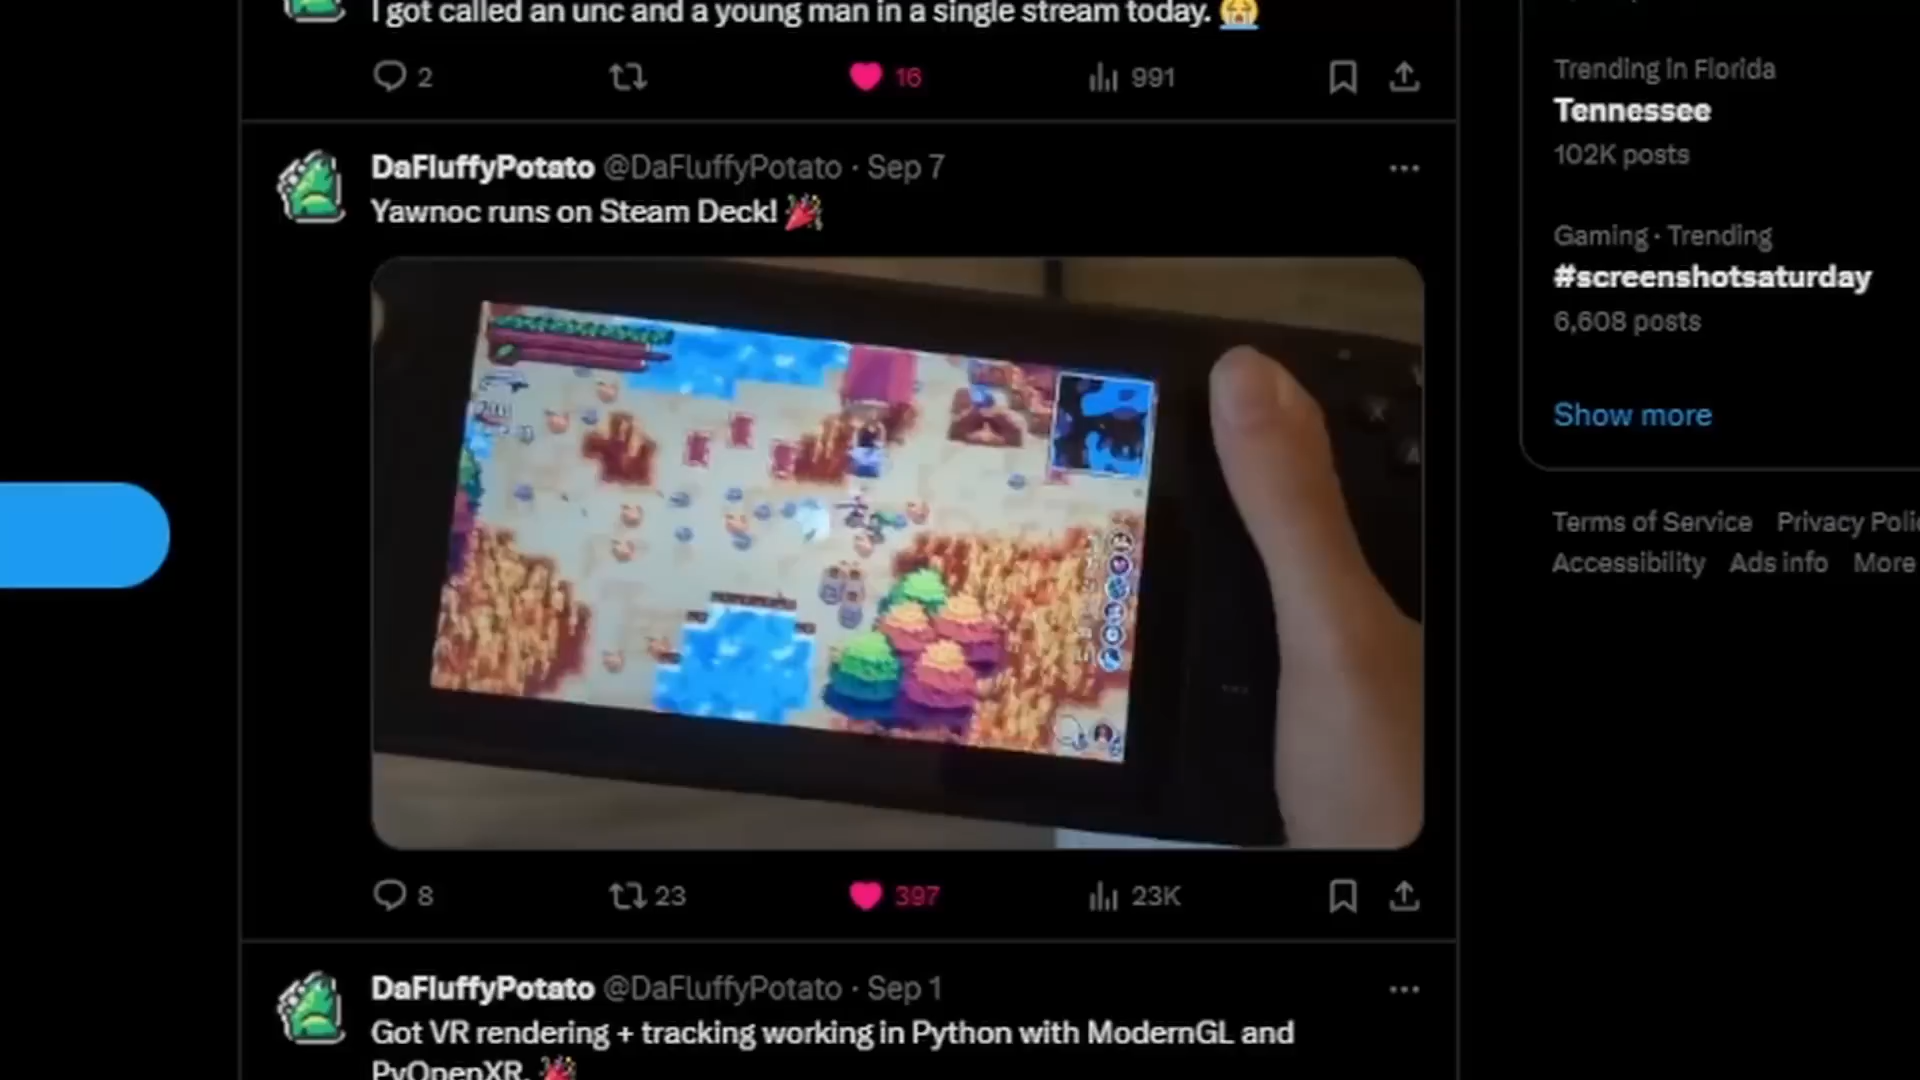 I got called an unc and a young man in a single stream today. 😭
2
16
991
DaFluffyPotato @DaFluffyPotato · Sep 7
Yawnoc runs on Steam Deck! 🎉
8
23
397
23K
DaFluffyPotato @DaFluffyPotato · Sep 1
Got VR rendering + tracking working in Python with ModernGL and
PyOpenXR. 🎉
Trending in Florida
Tennessee
102K posts
Gaming · Trending
#screenshotsaturday
6,608 posts
Show more
Terms of Service Privacy Polic
Accessibility Ads info More